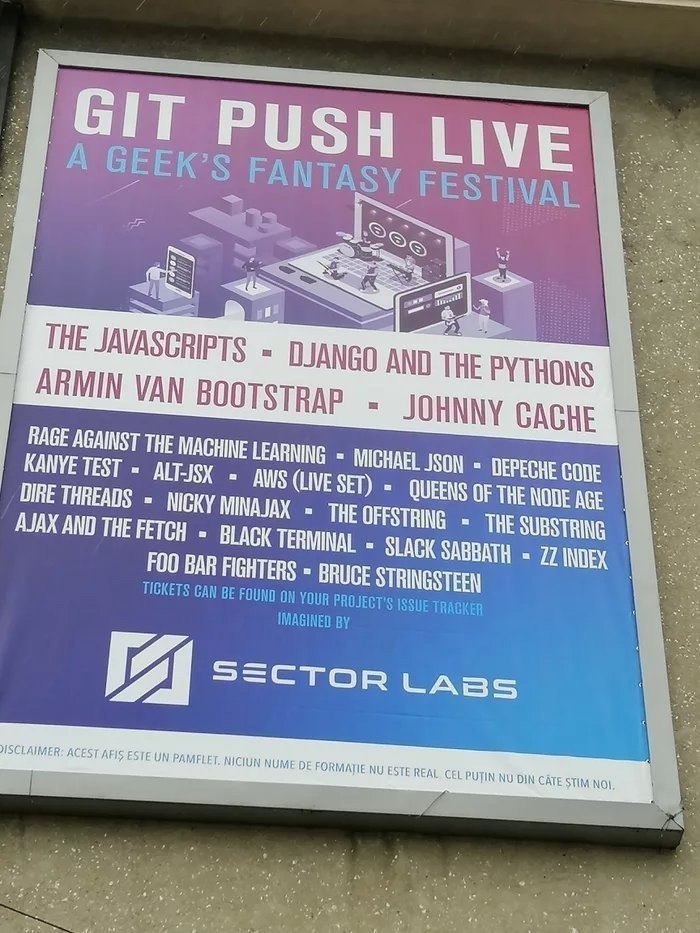 GIT PUSH LIVE
A GEEK'S FANTASY FESTIVAL
THE JAVASCRIPTS ▪ DJANGO AND THE PYTHONS
ARMIN VAN BOOTSTRAP ▪ JOHNNY CACHE
RAGE AGAINST THE MACHINE LEARNING ▪ MICHAEL JSON ▪ DEPECHE CODE
KANYE TEST ▪ ALT-JSX ▪ AWS (LIVE SET) ▪ QUEENS OF THE NODE AGE
DIRE THREADS ▪ NICKY MINAJAX ▪ THE OFFSTRING ▪ THE SUBSTRING
AJAX AND THE FETCH ▪ BLACK TERMINAL ▪ SLACK SABBATH ▪ ZZ INDEX
FOO BAR FIGHTERS ▪ BRUCE STRINGSTEEN
TICKETS CAN BE FOUND ON YOUR PROJECT'S ISSUE TRACKER
IMAGINED BY
SECTOR LABS
DISCLAIMER: ACEST AFIȘ ESTE UN PAMFLET. NICIUN NUME DE FORMAȚIE NU ESTE REAL. CEL PUȚIN NU DIN CÂTE ȘTIM NOI.